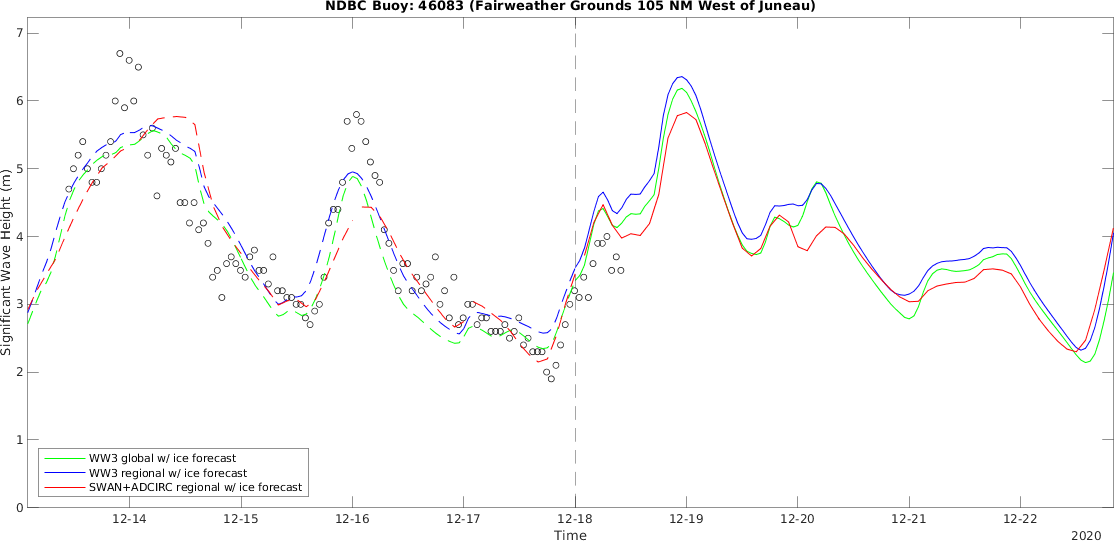 NDBC Buoy: 46083 (Fairweather Grounds 105 NM West of Juneau)
7
6
5
4
3
2
1
0
Significant Wave Height (m)
WW3 global w/ ice forecast
WW3 regional w/ ice forecast
SWAN+ADCIRC regional w/ ice forecast
12-14 12-15 12-16 12-17 12-18 12-19 12-20 12-21 12-22
Time
2020